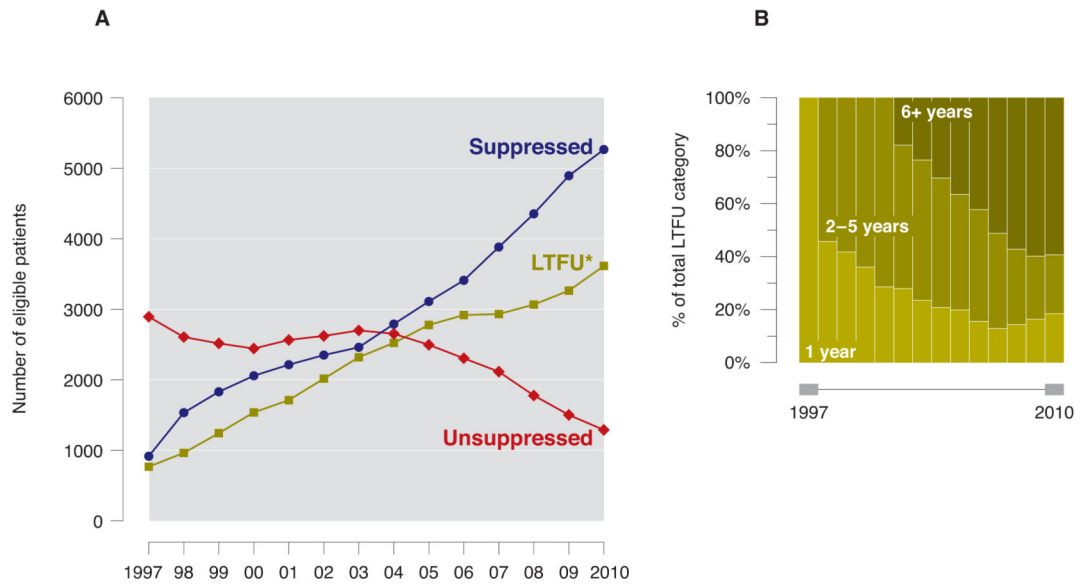 A
Number of eligible patients
6000
5000
4000
3000
2000
1000
0
Suppressed
LTFU*
Unsuppressed
1997 98 99 00 01 02 03 04 05 06 07 08 09 2010
B
% of total LTFU category
100%
80%
60%
40%
20%
0%
6+ years
2–5 years
1 year
1997 2010